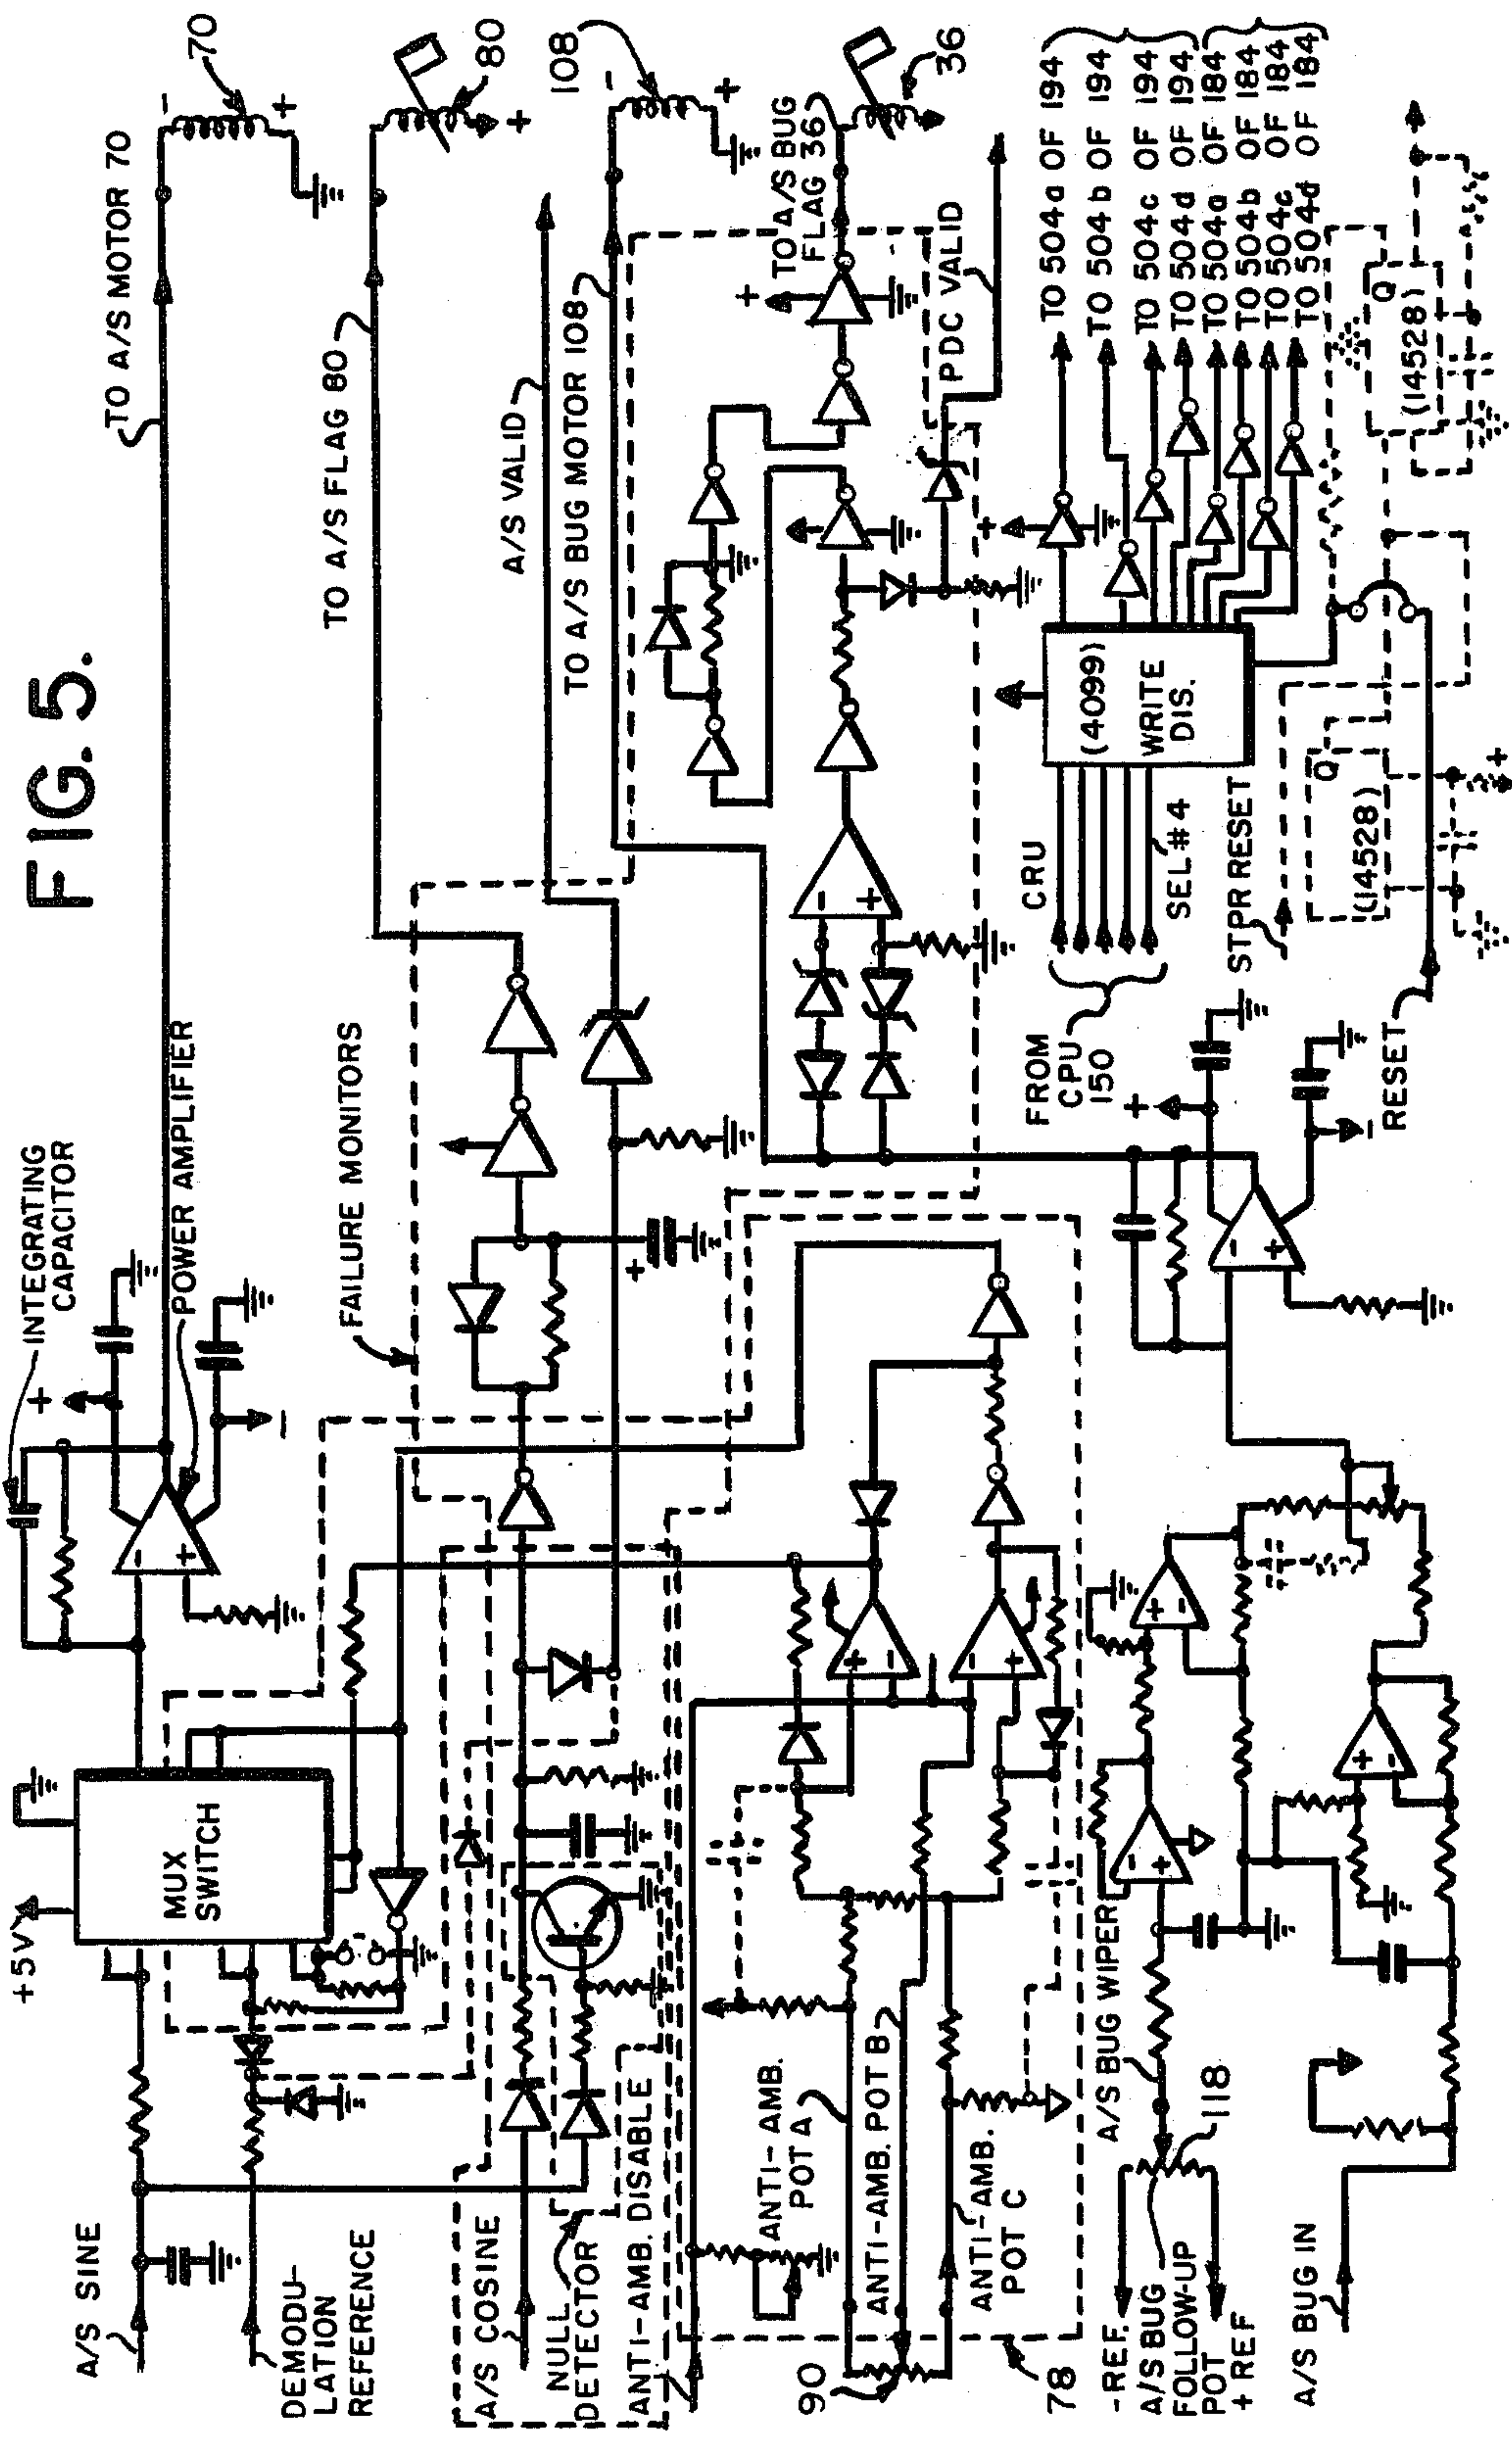 FIG. 5.
INTEGRATING
CAPACITOR
POWER AMPLIFIER
TO A/S MOTOR 70
70
+
-
+5V
MUX
SWITCH
A/S SINE
DEMODU-
LATION
REFERENCE
FAILURE MONITORS
TO A/S FLAG 80
80
+
A/S VALID
TO A/S BUG MOTOR 108
108
-
+
A/S COSINE
NULL
DETECTOR
ANTI-AMB. DISABLE
TO A/S BUG
FLAG 36
36
PDC VALID
ANTI-AMB.
POT A
ANTI-AMB. POT B
ANTI-AMB.
POT C
90
78
FROM
CPU
150
CRU
SEL #4
(4099)
WRITE
DIS.
TO 504a OF 194
TO 504b OF 194
TO 504c OF 194
TO 504d OF 194
TO 504a OF 184
TO 504b OF 184
TO 504c OF 184
TO 504d OF 184
STPR RESET
Q
(14528)
Q
(14528)
RESET
A/S BUG WIPER
-REF.
A/S BUG
FOLLOW-UP
POT
+ REF
118
A/S BUG IN